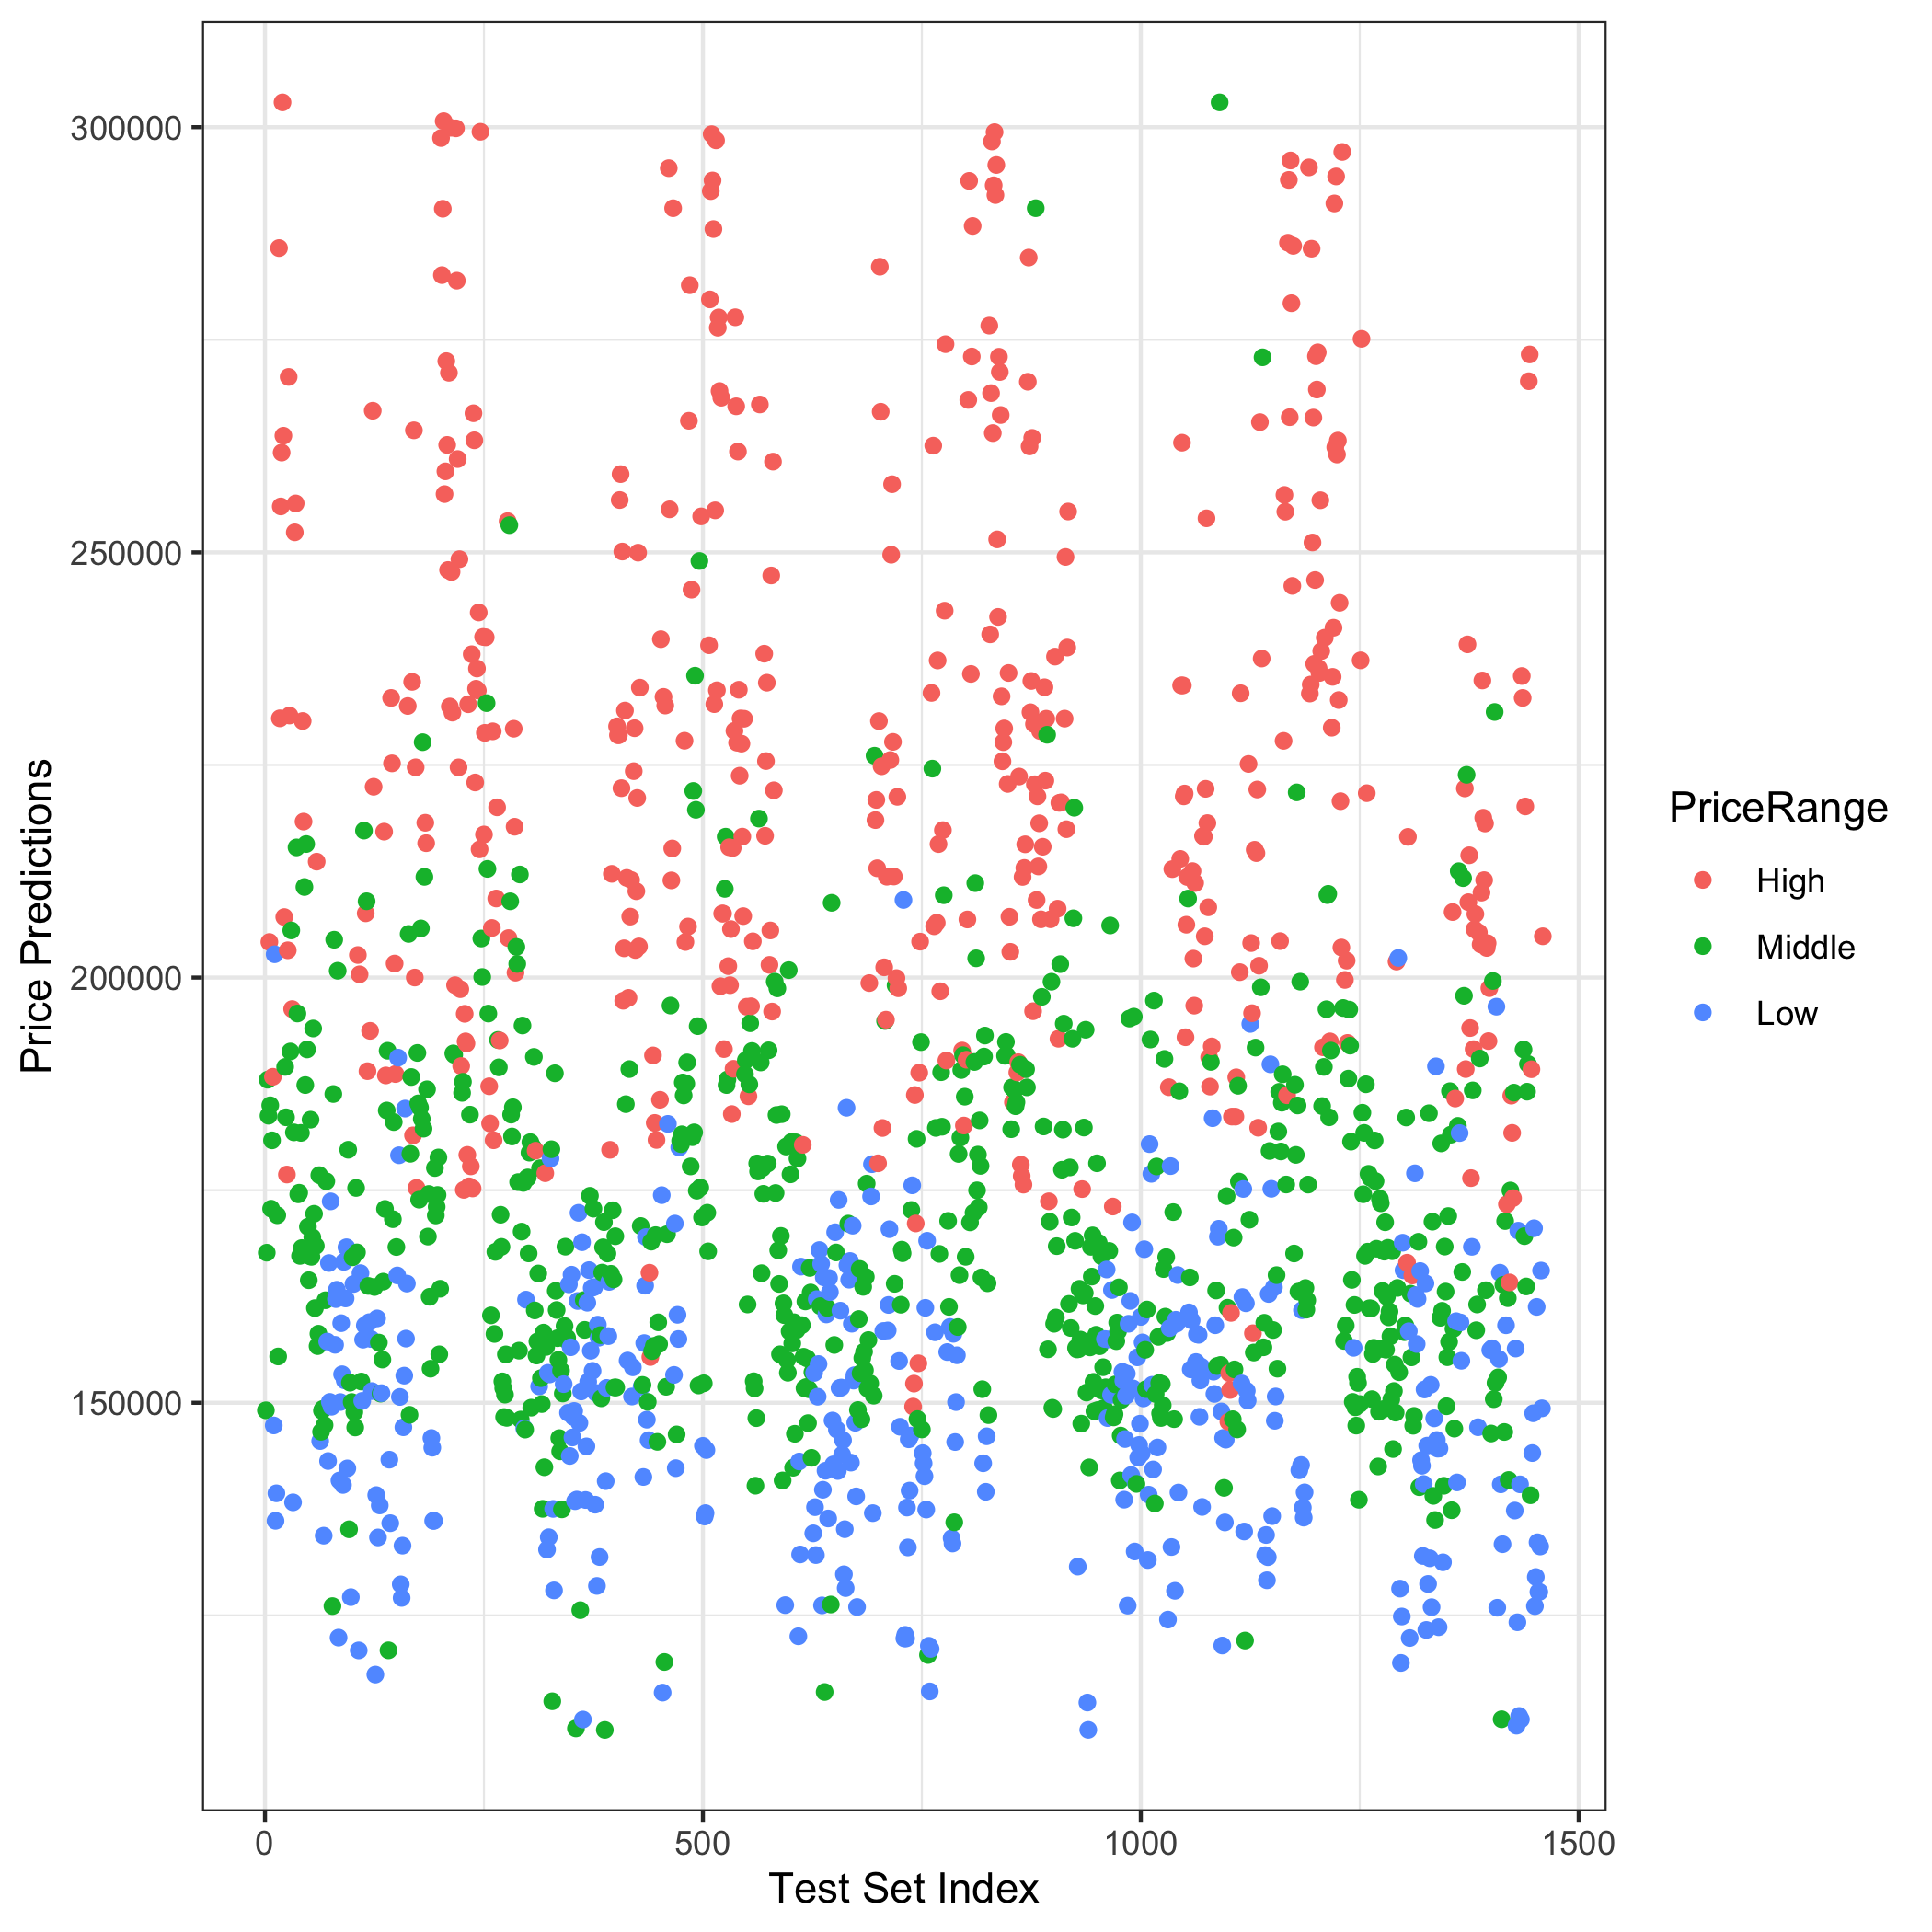 300000
250000
200000
150000
Price Predictions
0
500
1000
1500
Test Set Index
PriceRange
High
Middle
Low